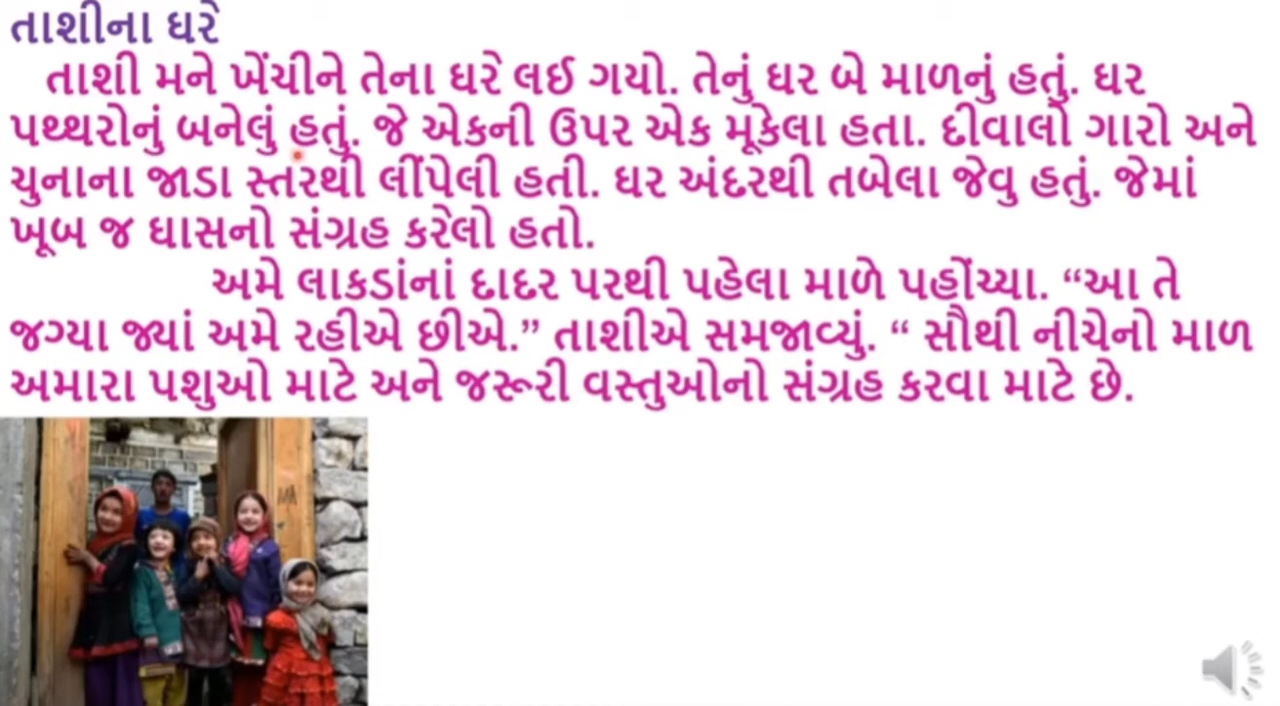 તાશીના ઘરે
તાશી મને ખેંચીને તેના ઘરે લઈ ગયો. તેનું ઘર બે માળનું હતું. ઘર
પથ્થરોનું બનેલું હતું. જે એકની ઉપર એક મૂકેલા હતા. દીવાલો ગારો અને
ચુનાના જાડા સ્તરથી લીંપેલી હતી. ઘર અંદરથી તબેલા જેવુ હતું. જેમાં
ખૂબ જ ઘાસનો સંગ્રહ કરેલો હતો.
અમે લાકડાંનાં દાદર પરથી પહેલા માળે પહોંચ્યા. “આ તે
જગ્યા જ્યાં અમે રહીએ છીએ.” તાશીએ સમજાવ્યું. “ સૌથી નીચેનો માળ
અમારા પશુઓ માટે અને જરૂરી વસ્તુઓનો સંગ્રહ કરવા માટે છે.